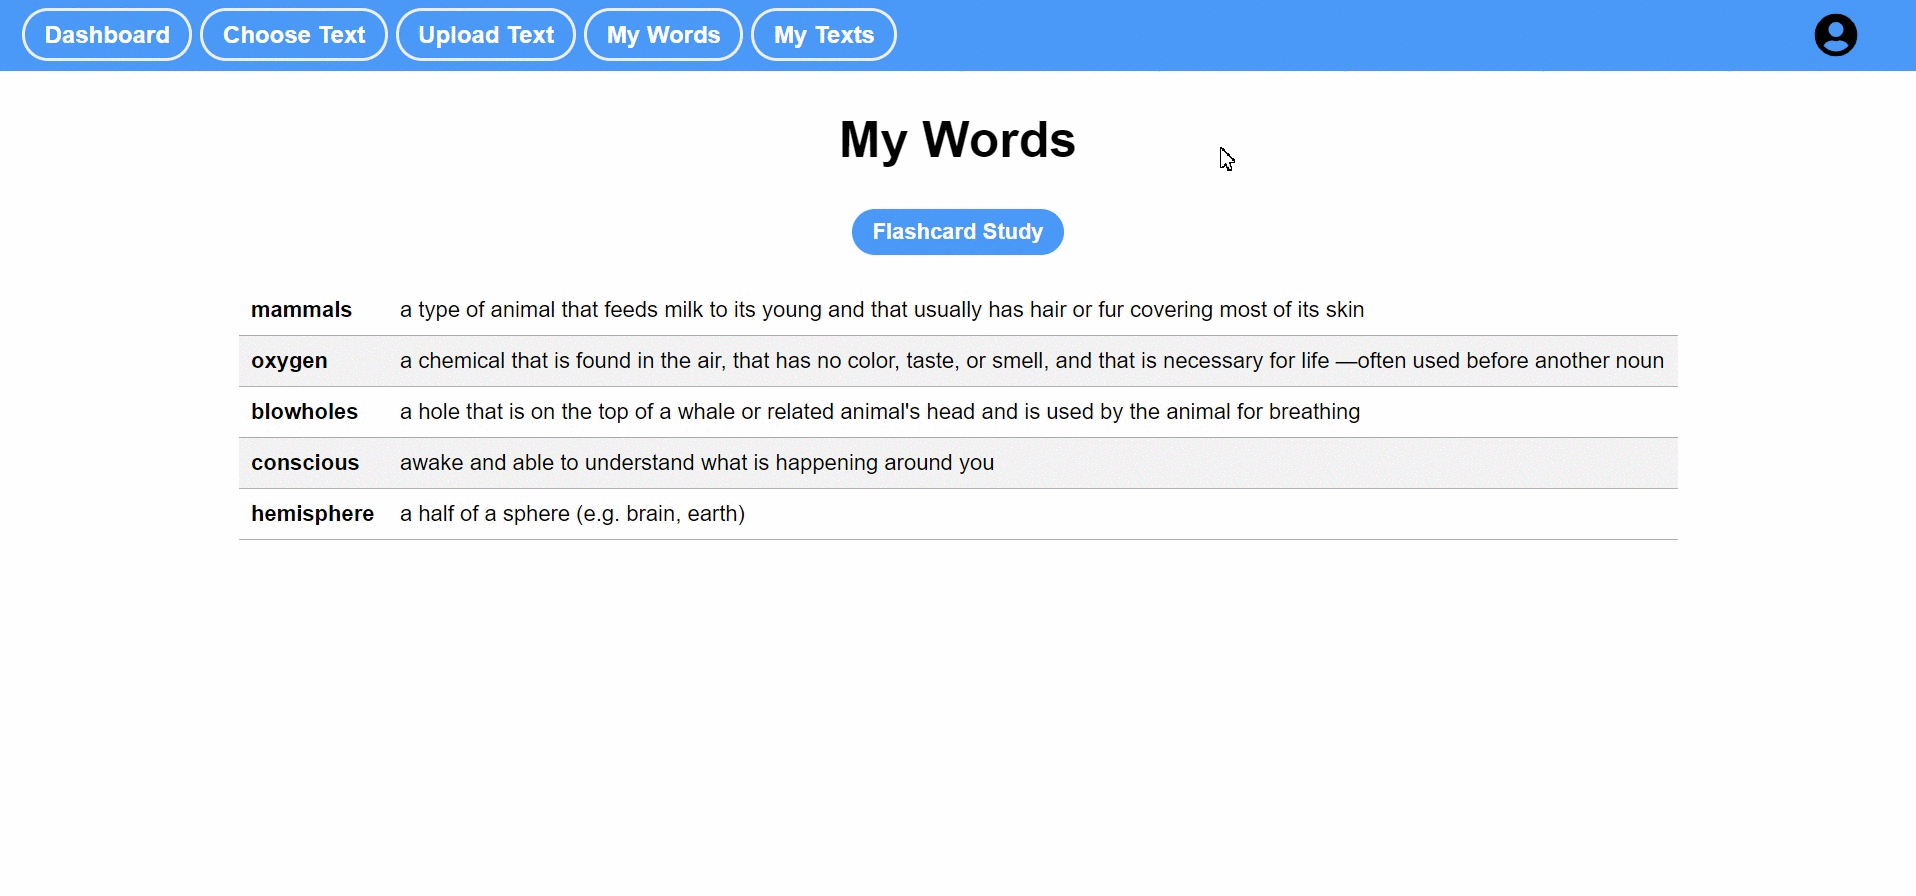 Dashboard Choose Text Upload Text My Words My Texts
My Words
Flashcard Study
mammals a type of animal that feeds milk to its young and that usually has hair or fur covering most of its skin
oxygen a chemical that is found in the air, that has no color, taste, or smell, and that is necessary for life —often used before another noun
blowholes a hole that is on the top of a whale or related animal's head and is used by the animal for breathing
conscious awake and able to understand what is happening around you
hemisphere a half of a sphere (e.g. brain, earth)